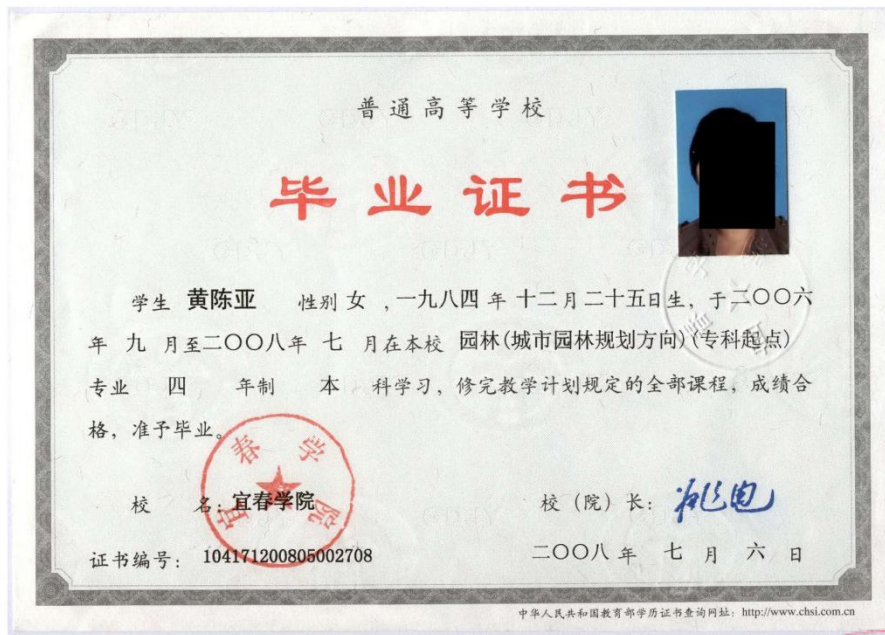 普通高等学校
毕业证书
学生 黄陈亚 性别 女 ，一九八四 年 十二 月 二十五 日生，于二〇〇六
年 九 月至二〇〇八年 七 月在本校 园林(城市园林规划方向)(专科起点)
专业 四 年制 本 科学习，修完教学计划规定的全部课程，成绩合
格，准予毕业。
宜春学院
校 名：宜春学院
校（院）长：
证书编号：104171200805002708
二〇〇八 年 七 月 六 日
中华人民共和国教育部学历证书查询网址：http://www.chsi.com.cn